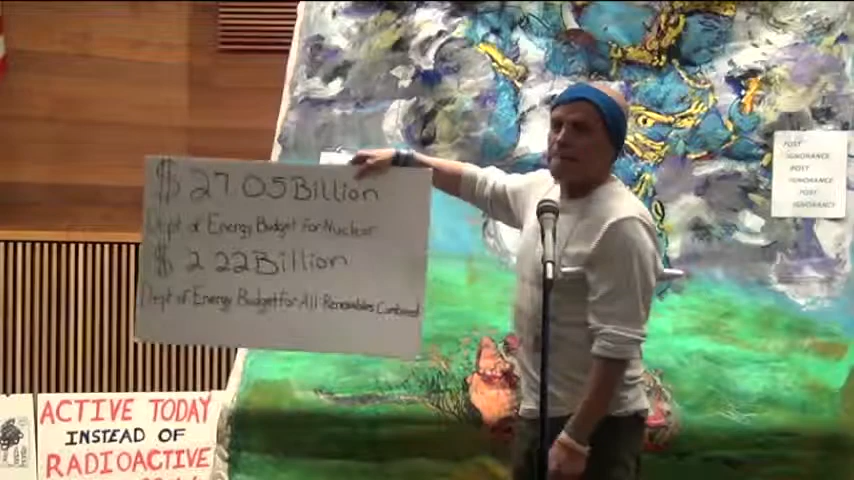 $ 27.05 Billion
Dept of Energy Budget for Nuclear
$ 2.22 Billion
Dept of Energy Budget for All Renewables Combined
POST
IGNORANCE
POST
IGNORANCE
POST
IGNORANCE
ACTIVE TODAY
INSTEAD OF
RADIOACTIVE